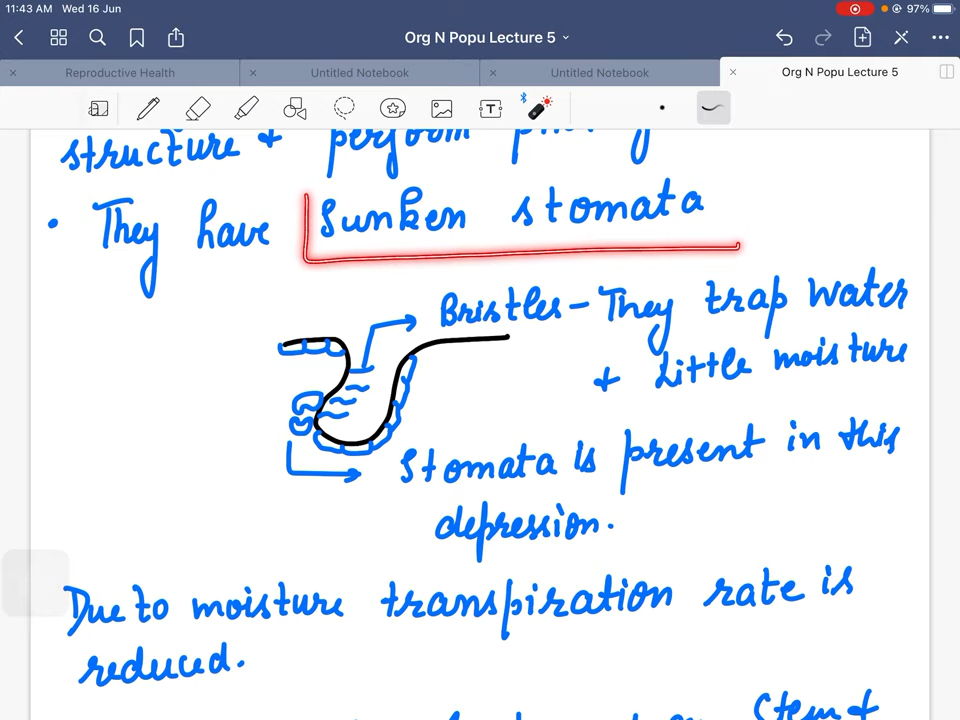 11:43 AM Wed 16 Jun
97%
Org N Popu Lecture 5
Reproductive Health
Untitled Notebook
Untitled Notebook
Org N Popu Lecture 5
structure + perform
• They have Sunken stomata
Bristles - They trap water
+ Little moisture
Stomata is present in this
depression.
Due to moisture transpiration rate is
reduced.
Stem +